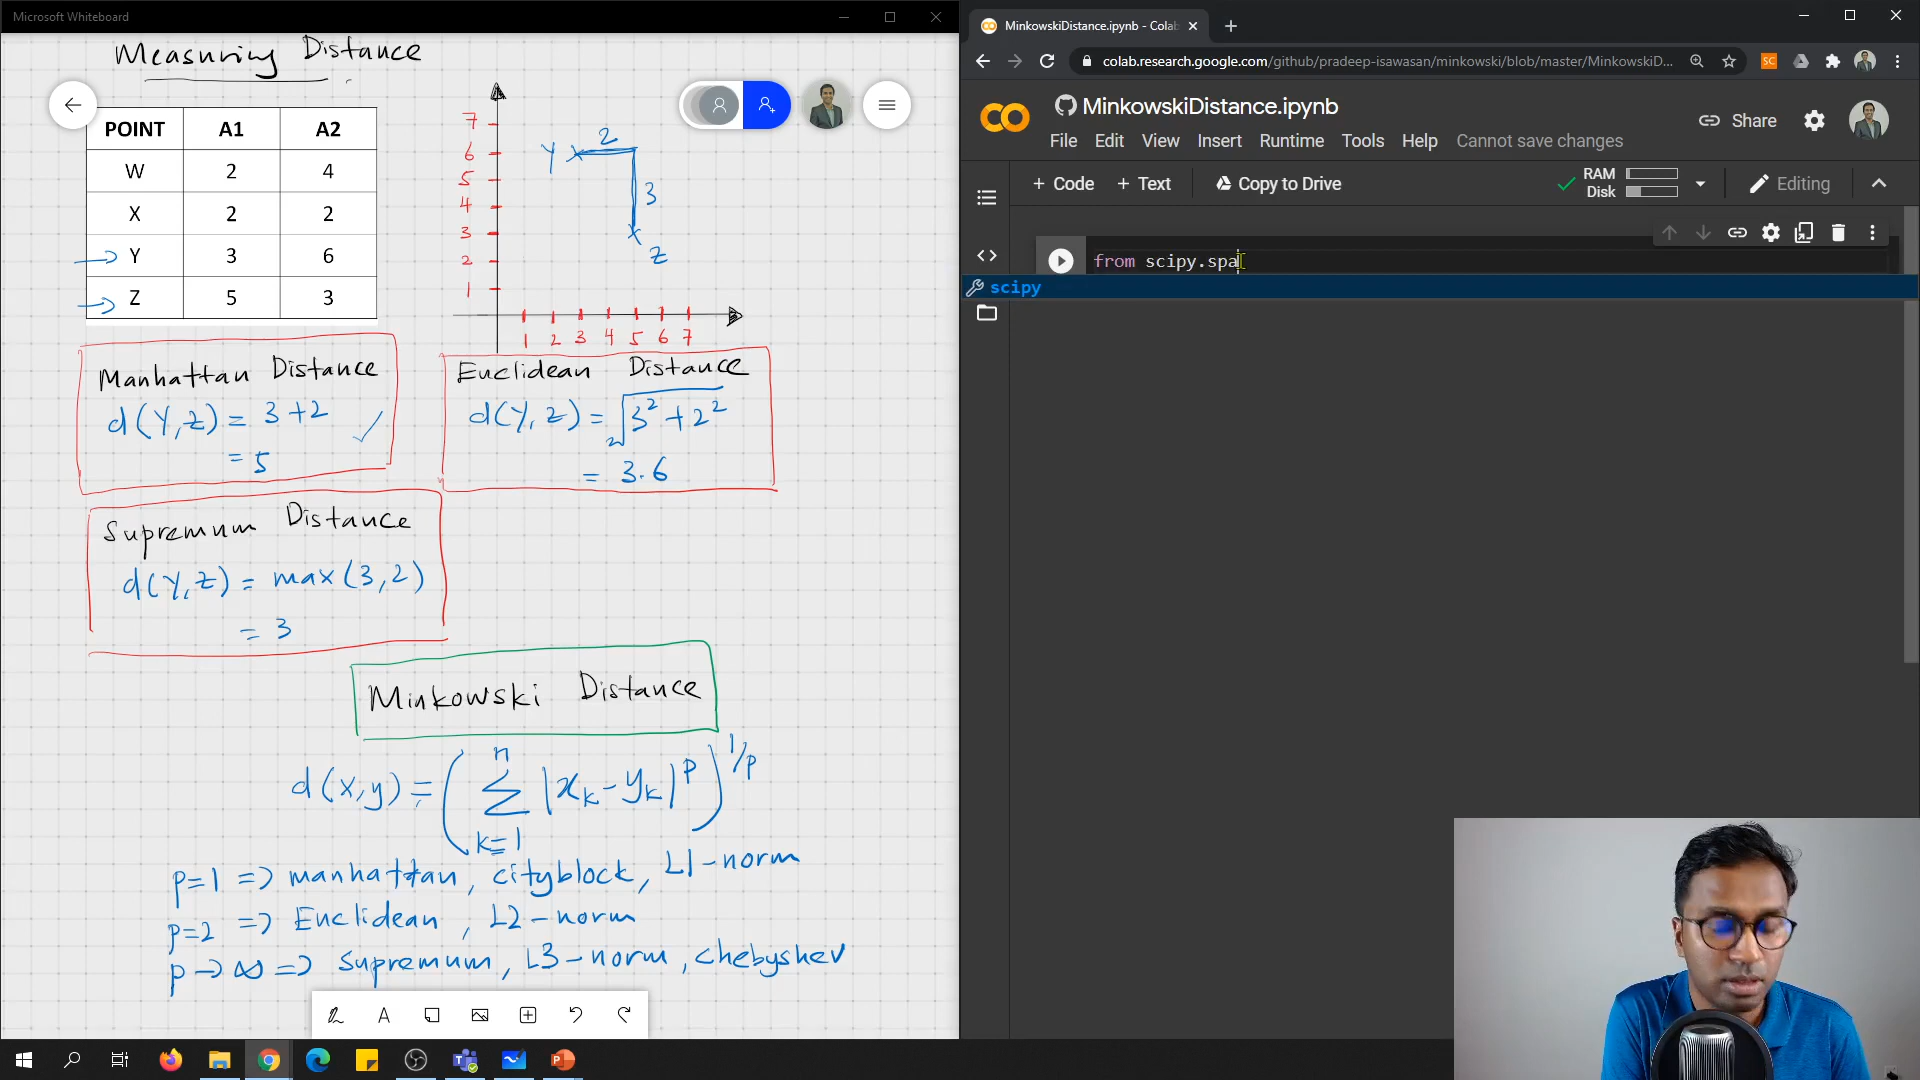 Microsoft Whiteboard
Measuring Distance
POINT A1 A2
W 2 4
X 2 2
Y 3 6
Z 5 3
7
6
5
4
3
2
1
1 2 3 4 5 6 7
Y 2
3
Z
Manhattan Distance
d(Y,Z) = 3+2
= 5
Euclidean Distance
d(Y,Z) = 2√3² + 2²
= 3.6
Supremum Distance
d(Y,Z) = max(3,2)
= 3
Minkowski Distance
d(x,y) = (∑ n k=1 |xk - yk|^p)^1/p
p=1 => manhattan, cityblock, L1-norm
p=2 => Euclidean, L2-norm
p→∞ => supremum, L3-norm, chebyshev
MinkowskiDistance.ipynb - Colab
colab.research.google.com/github/pradeep-isawasan/minkowski/blob/master/MinkowskiD...
MinkowskiDistance.ipynb
Share
File Edit View Insert Runtime Tools Help Cannot save changes
+ Code + Text Copy to Drive
RAM
Disk
Editing
from scipy.spa
scipy